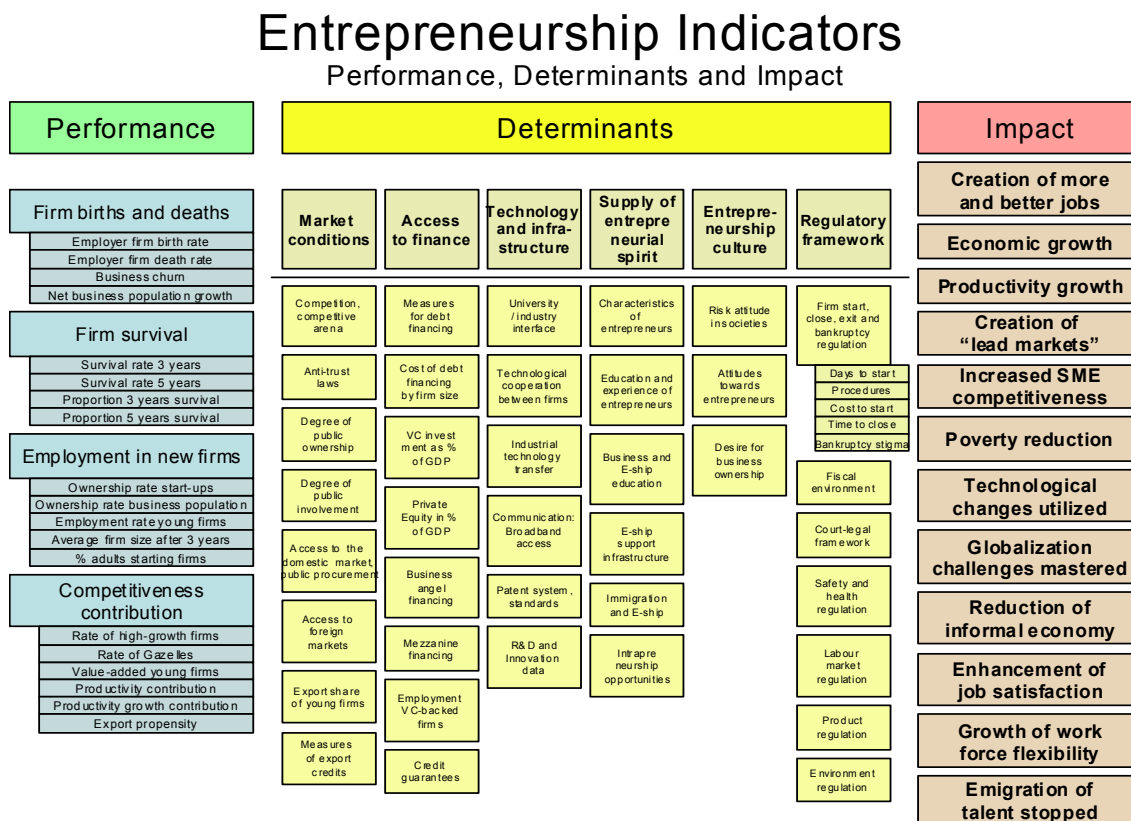 Entrepreneurship Indicators
Performance, Determinants and Impact
Performance
Firm births and deaths
Employer firm birth rate
Employer firm death rate
Business churn
Net business population growth
Firm survival
Survival rate 3 years
Survival rate 5 years
Proportion 3 years survival
Proportion 5 years survival
Employment in new firms
Ownership rate start-ups
Ownership rate business population
Employment rate young firms
Average firm size after 3 years
% adults starting firms
Competitiveness
contribution
Rate of high-growth firms
Rate of Gazelles
Value-added young firms
Productivity contribution
Productivity growth contribution
Export propensity
Determinants
Market
conditions
Competition,
competitive
arena
Anti-trust
laws
Degree of
public
ownership
Degree of
public
involvement
Access to the
domestic market,
public procurement
Access to
foreign
markets
Export share
of young firms
Measures
of export
credits
Access
to finance
Measures
for debt
financing
Cost of debt
financing
by firm size
VC invest
ment as %
of GDP
Private
Equity in %
of GDP
Business
angel
financing
Mezzanine
financing
Employment
VC-backed
firms
Credit
guarantees
Technology
and infra-
structure
University
/ industry
interface
Technological
cooperation
between firms
Industrial
technology
transfer
Communication:
Broadband
access
Patent system,
standards
R&D and
Innovation
data
Supply of
entrepre
neurial
spirit
Characteristics
of
entrepreneurs
Education and
experience of
entrepreneurs
Business and
E-ship
education
E-ship
support
infrastructure
Immigration
and E-ship
Intrapre
neurship
opportunities
Entrepre-
neurship
culture
Risk attitude
in societies
Attitudes
towards
entrepreneurs
Desire for
business
ownership
Regulatory
framework
Firm start,
close, exit and
bankruptcy
regulation
Days to start
Procedures
Cost to start
Time to close
Bankruptcy stigma
Fiscal
environment
Court-legal
framework
Safety and
health
regulation
Labour
market
regulation
Product
regulation
Environment
regulation
Impact
Creation of more
and better jobs
Economic growth
Productivity growth
Creation of
“lead markets”
Increased SME
competitiveness
Poverty reduction
Technological
changes utilized
Globalization
challenges mastered
Reduction of
informal economy
Enhancement of
job satisfaction
Growth of work
force flexibility
Emigration of
talent stopped